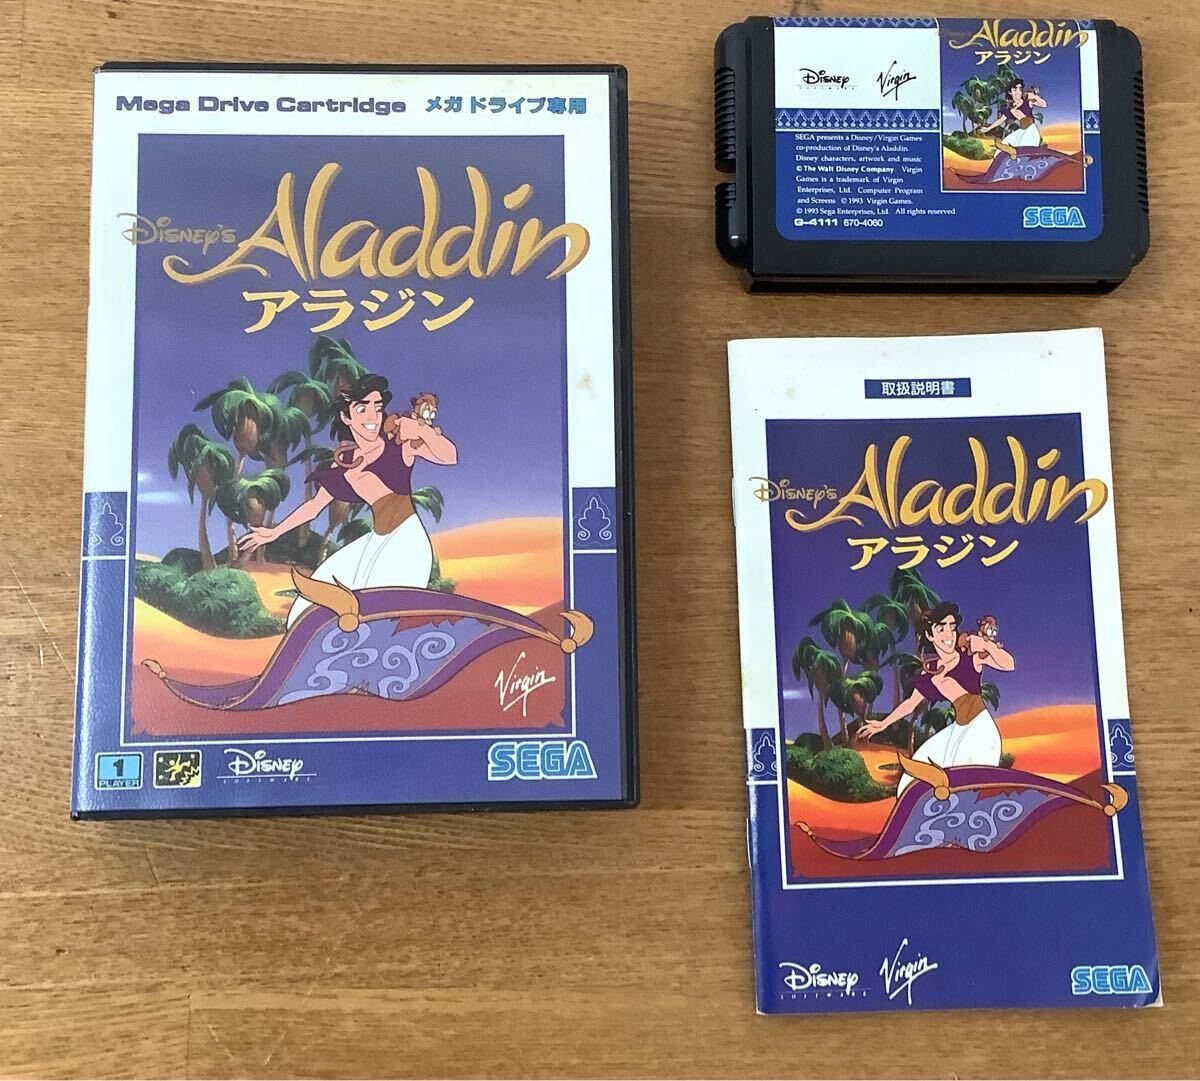 Mega Drive Cartridge メガドライブ専用
Disney's Aladdin
アラジン
Virgin
1
PLAYER
Disney
SOFTWARE
SEGA
Disney's Aladdin
アラジン
Disney
SOFTWARE
Virgin
SEGA presents a Disney/Virgin Games
co-production of Disney's Aladdin.
Disney characters, artwork and music
© The Walt Disney Company. Virgin
Games is a trademark of Virgin
Enterprises, Ltd. Computer Program
and Screens © 1993 Virgin Games.
© 1993 Sega Enterprises, Ltd. All rights reserved.
G-4111 670-4060
SEGA
取扱説明書
Disney's Aladdin
アラジン
Disney
SOFTWARE
Virgin
SEGA